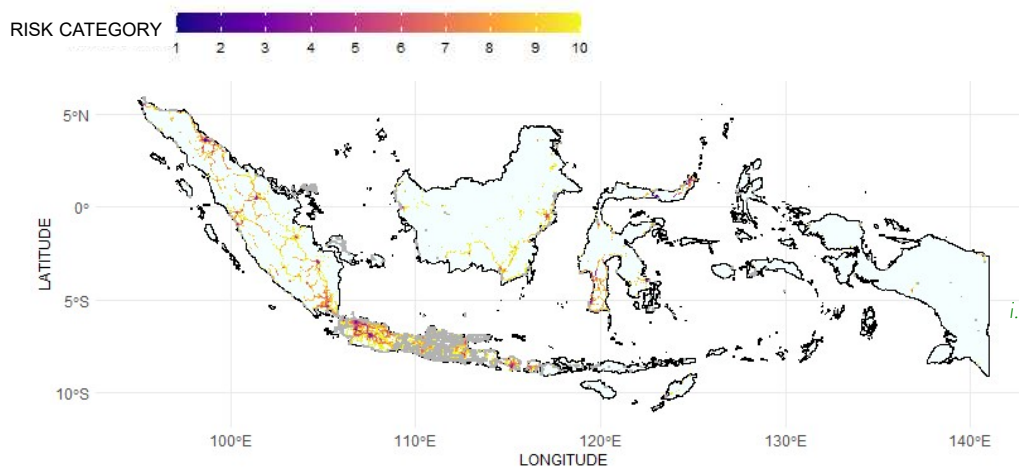 RISK CATEGORY
1 2 3 4 5 6 7 8 9 10
5°N
0°
5°S
10°S
LATITUDE
i.
100°E 110°E 120°E 130°E 140°E
LONGITUDE